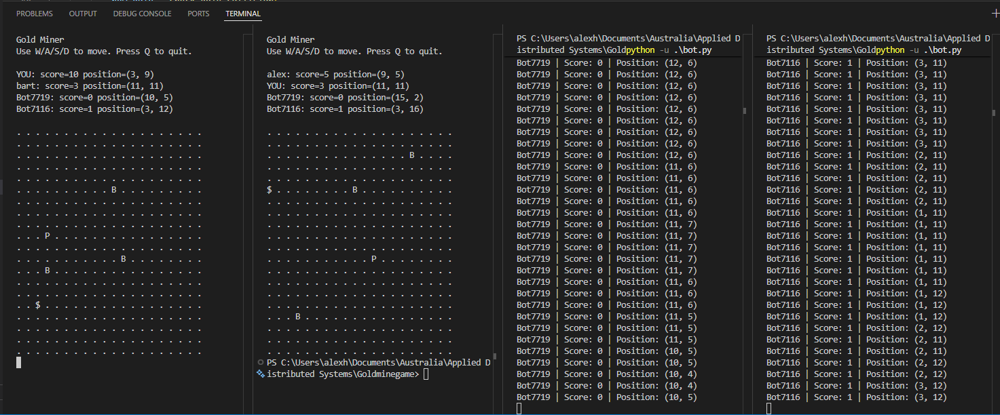 PROBLEMS OUTPUT DEBUG CONSOLE PORTS TERMINAL
Gold Miner
Use W/A/S/D to move. Press Q to quit.
YOU: score=10 position=(3, 9)
bart: score=3 position=(11, 11)
Bot7719: score=0 position=(10, 5)
Bot7116: score=1 position=(3, 12)
. . . . . . . . . . . . . . . . . . . .
. . . . . . . . . . . . . . . . . . . .
. . . . . . . . . . . . . . . . . . . .
. . . . . . . . . . . . . . . . . . . .
. . . . . . . . . . . . . . . . . . . .
. . . . . . . . . . B . . . . . . . . .
. . . . . . . . . . . . . . . . . . . .
. . . . . . . . . . . . . . . . . . . .
. . . . . . . . . . . . . . . . . . . .
. . . P . . . . . . . . . . . . . . . .
. . . . . . . . . . . . . . . . . . . .
. . . . . . . . . . . B . . . . . . . .
. . . B . . . . . . . . . . . . . . . .
. . . . . . . . . . . . . . . . . . . .
. . . . . . . . . . . . . . . . . . . .
. . $ . . . . . . . . . . . . . . . . .
. . . . . . . . . . . . . . . . . . . .
. . . . . . . . . . . . . . . . . . . .
. . . . . . . . . . . . . . . . . . . .
. . . . . . . . . . . . . . . . . . . .
Gold Miner
Use W/A/S/D to move. Press Q to quit.
alex: score=5 position=(9, 5)
YOU: score=3 position=(11, 11)
Bot7719: score=0 position=(15, 2)
Bot7116: score=1 position=(3, 16)
. . . . . . . . . . . . . . . . . . . .
. . . . . . . . . . . . . . . . . . . .
. . . . . . . . . . . . . . . B . . . .
. . . . . . . . . . . . . . . . . . . .
. . . . . . . . . . . . . . . . . . . .
$ . . . . . . . . B . . . . . . . . . .
. . . . . . . . . . . . . . . . . . . .
. . . . . . . . . . . . . . . . . . . .
. . . . . . . . . . . . . . . . . . . .
. . . . . . . . . . . . . . . . . . . .
. . . . . . . . . . . . . . . . . . . .
. . . . . . . . . . . P . . . . . . . .
. . . . . . . . . . . . . . . . . . . .
. . . . . . . . . . . . . . . . . . . .
. . . . . . . . . . . . . . . . . . . .
. . . . . . . . . . . . . . . . . . . .
. . . B . . . . . . . . . . . . . . . .
. . . . . . . . . . . . . . . . . . . .
. . . . . . . . . . . . . . . . . . . .
. . . . . . . . . . . . . . . . . . . .
PS C:\Users\alexh\Documents\Australia\Applied D
istributed Systems\Goldminegame>
PS C:\Users\alexh\Documents\Australia\Applied D
istributed Systems\Goldpython -u .\bot.py
Bot7719 | Score: 0 | Position: (12, 6)
Bot7719 | Score: 0 | Position: (12, 6)
Bot7719 | Score: 0 | Position: (12, 6)
Bot7719 | Score: 0 | Position: (12, 6)
Bot7719 | Score: 0 | Position: (12, 6)
Bot7719 | Score: 0 | Position: (12, 6)
Bot7719 | Score: 0 | Position: (12, 6)
Bot7719 | Score: 0 | Position: (12, 6)
Bot7719 | Score: 0 | Position: (12, 6)
Bot7719 | Score: 0 | Position: (11, 6)
Bot7719 | Score: 0 | Position: (11, 6)
Bot7719 | Score: 0 | Position: (11, 6)
Bot7719 | Score: 0 | Position: (11, 6)
Bot7719 | Score: 0 | Position: (11, 6)
Bot7719 | Score: 0 | Position: (11, 7)
Bot7719 | Score: 0 | Position: (11, 7)
Bot7719 | Score: 0 | Position: (11, 7)
Bot7719 | Score: 0 | Position: (11, 7)
Bot7719 | Score: 0 | Position: (11, 7)
Bot7719 | Score: 0 | Position: (11, 6)
Bot7719 | Score: 0 | Position: (11, 6)
Bot7719 | Score: 0 | Position: (11, 6)
Bot7719 | Score: 0 | Position: (11, 5)
Bot7719 | Score: 0 | Position: (11, 5)
Bot7719 | Score: 0 | Position: (11, 5)
Bot7719 | Score: 0 | Position: (10, 5)
Bot7719 | Score: 0 | Position: (10, 5)
Bot7719 | Score: 0 | Position: (10, 4)
Bot7719 | Score: 0 | Position: (10, 4)
Bot7719 | Score: 0 | Position: (10, 5)
PS C:\Users\alexh\Documents\Australia\Applied D
istributed Systems\Goldpython -u .\bot.py
Bot7116 | Score: 1 | Position: (3, 11)
Bot7116 | Score: 1 | Position: (3, 11)
Bot7116 | Score: 1 | Position: (3, 11)
Bot7116 | Score: 1 | Position: (3, 11)
Bot7116 | Score: 1 | Position: (3, 11)
Bot7116 | Score: 1 | Position: (3, 11)
Bot7116 | Score: 1 | Position: (3, 11)
Bot7116 | Score: 1 | Position: (3, 11)
Bot7116 | Score: 1 | Position: (2, 11)
Bot7116 | Score: 1 | Position: (2, 11)
Bot7116 | Score: 1 | Position: (2, 11)
Bot7116 | Score: 1 | Position: (2, 11)
Bot7116 | Score: 1 | Position: (2, 11)
Bot7116 | Score: 1 | Position: (2, 11)
Bot7116 | Score: 1 | Position: (1, 11)
Bot7116 | Score: 1 | Position: (1, 11)
Bot7116 | Score: 1 | Position: (1, 11)
Bot7116 | Score: 1 | Position: (1, 11)
Bot7116 | Score: 1 | Position: (1, 11)
Bot7116 | Score: 1 | Position: (1, 11)
Bot7116 | Score: 1 | Position: (1, 12)
Bot7116 | Score: 1 | Position: (1, 12)
Bot7116 | Score: 1 | Position: (1, 12)
Bot7116 | Score: 1 | Position: (2, 12)
Bot7116 | Score: 1 | Position: (2, 11)
Bot7116 | Score: 1 | Position: (2, 11)
Bot7116 | Score: 1 | Position: (2, 12)
Bot7116 | Score: 1 | Position: (2, 12)
Bot7116 | Score: 1 | Position: (3, 12)
Bot7116 | Score: 1 | Position: (3, 12)